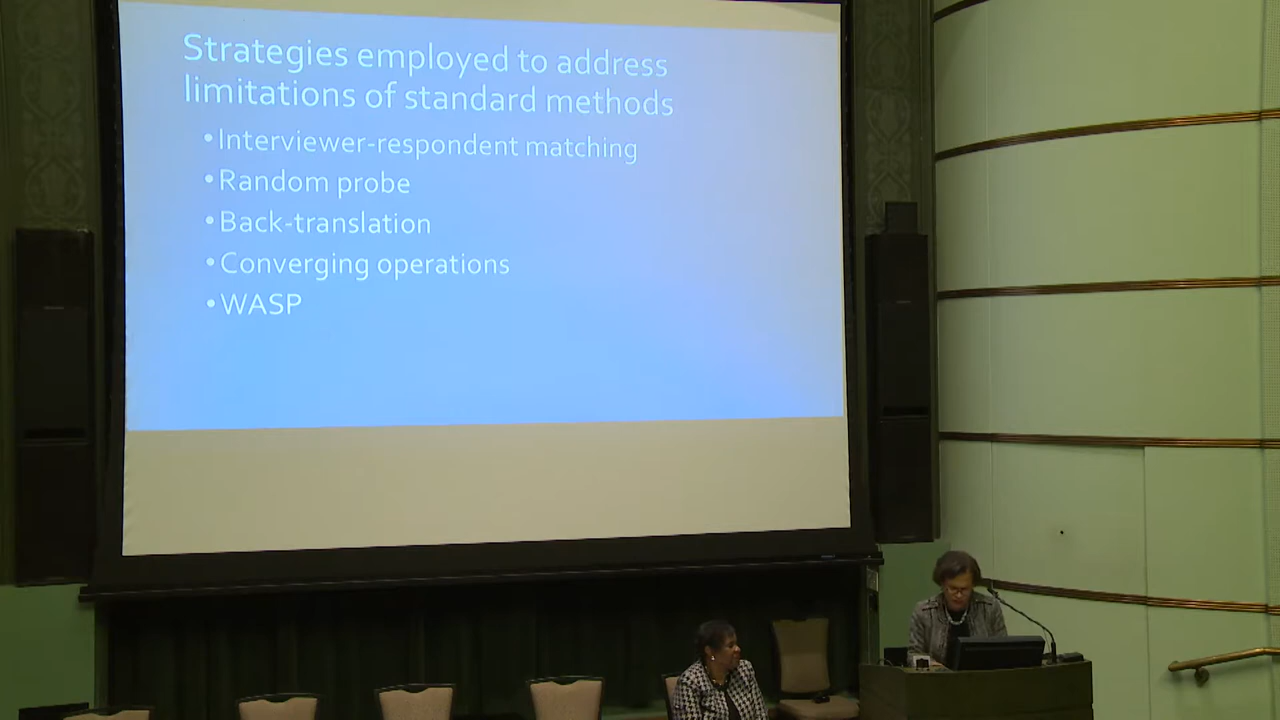 Strategies employed to address
limitations of standard methods
•Interviewer-respondent matching
•Random probe
•Back-translation
•Converging operations
•WASP